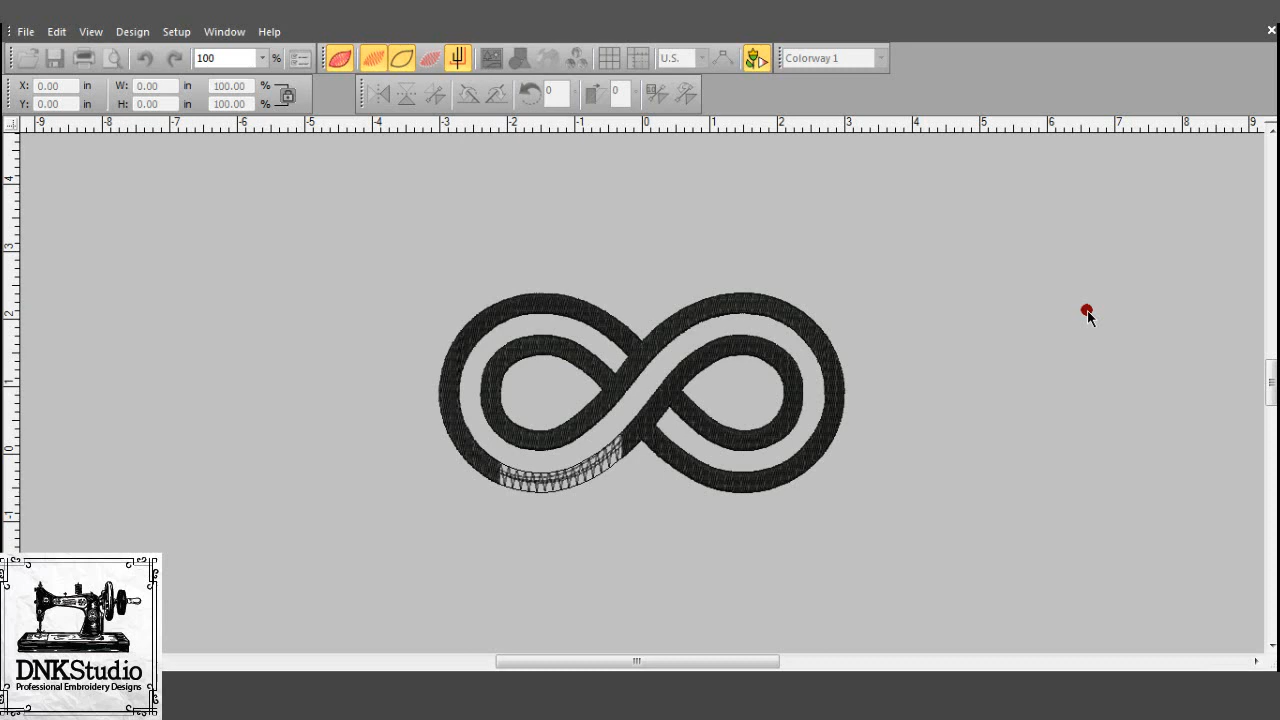 File Edit View Design Setup Window Help
100 % U.S. Colorway 1
X: 0.00 in W: 0.00 in 100.00 % 0 0
Y: 0.00 in H: 0.00 in 100.00 %
-9 -8 -7 -6 -5 -4 -3 -2 -1 0 1 2 3 4 5 6 7 8 9
4
3
2
1
0
-1
DNKStudio
Professional Embroidery Designs